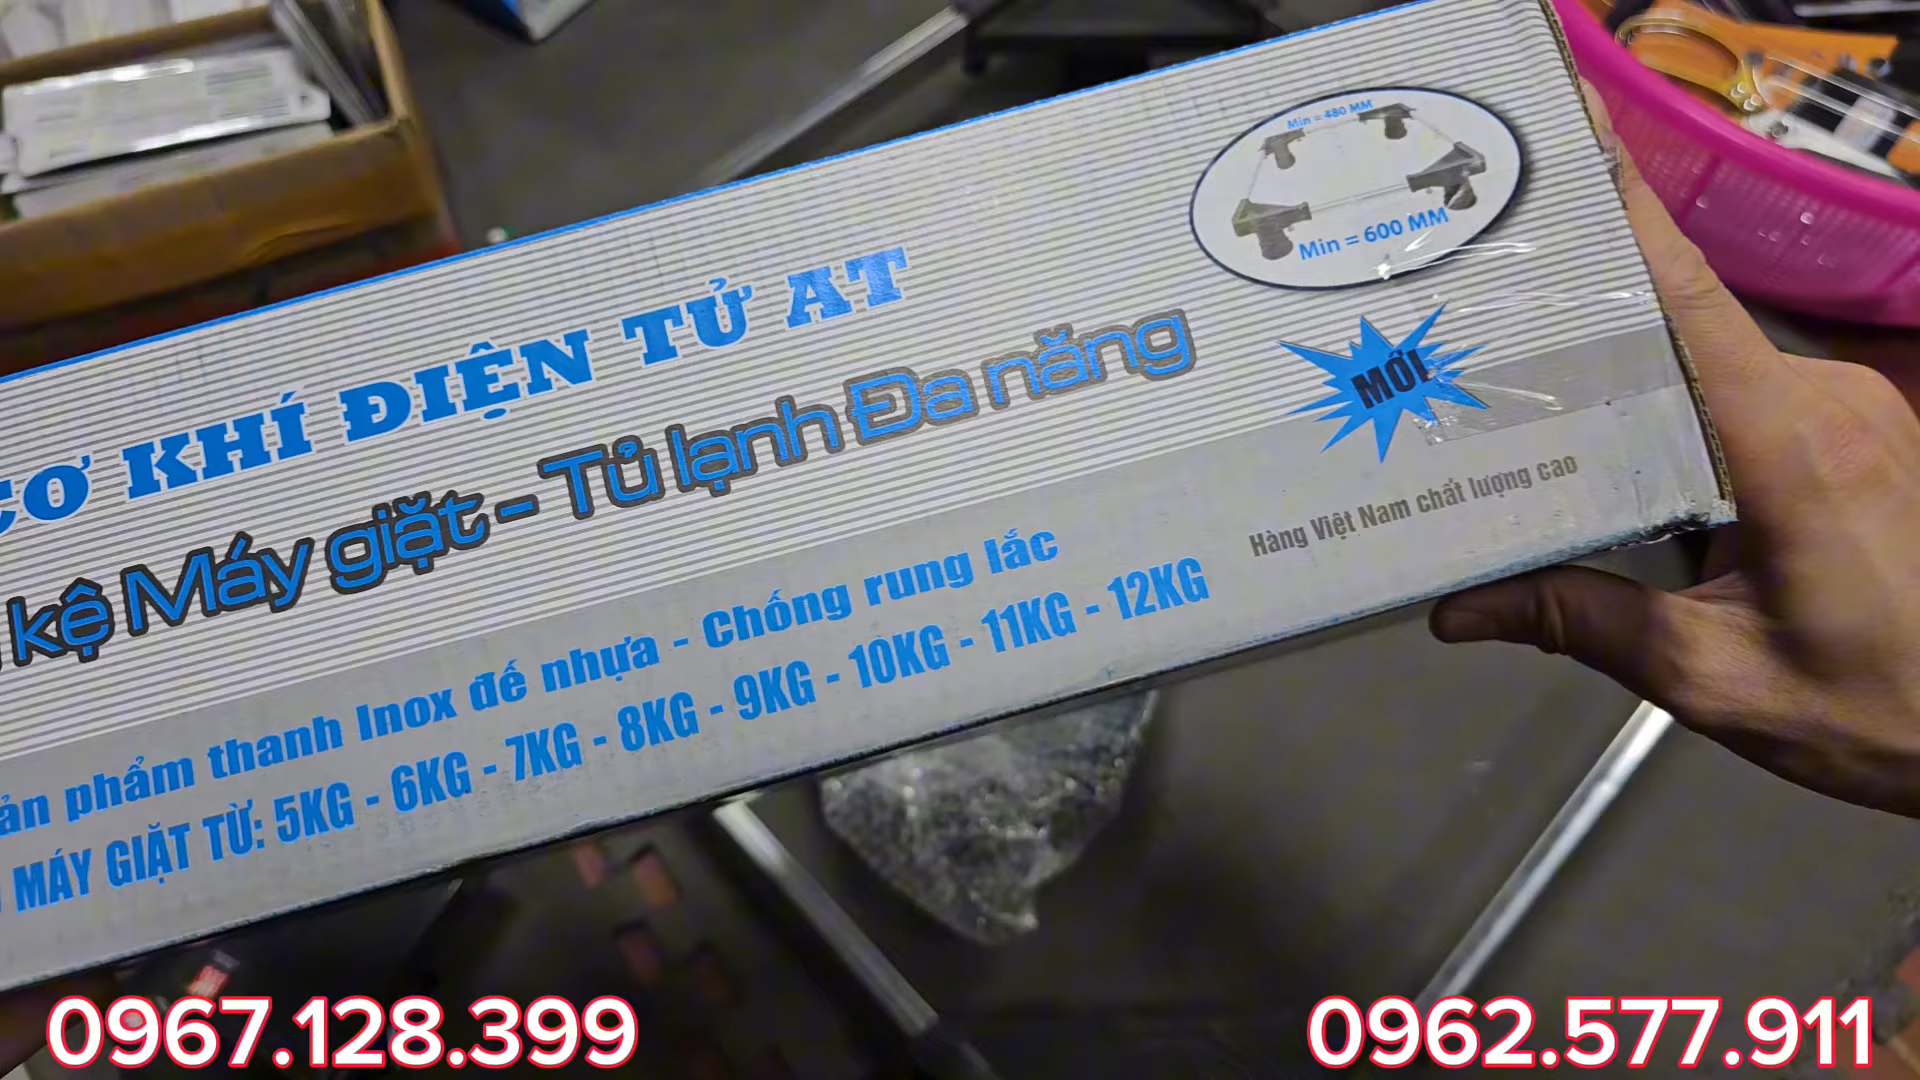 CƠ KHÍ ĐIỆN TỬ AT
kệ Máy giặt - Tủ lạnh Đa năng
Min = 480 MM
Min = 600 MM
MỚI
phẩm thanh Inox đế nhựa - Chống rung lắc
MÁY GIẶT TỪ: 5KG - 6KG - 7KG - 8KG - 9KG - 10KG - 11KG - 12KG
Hàng Việt Nam chất lượng cao
0967.128.399
0962.577.911